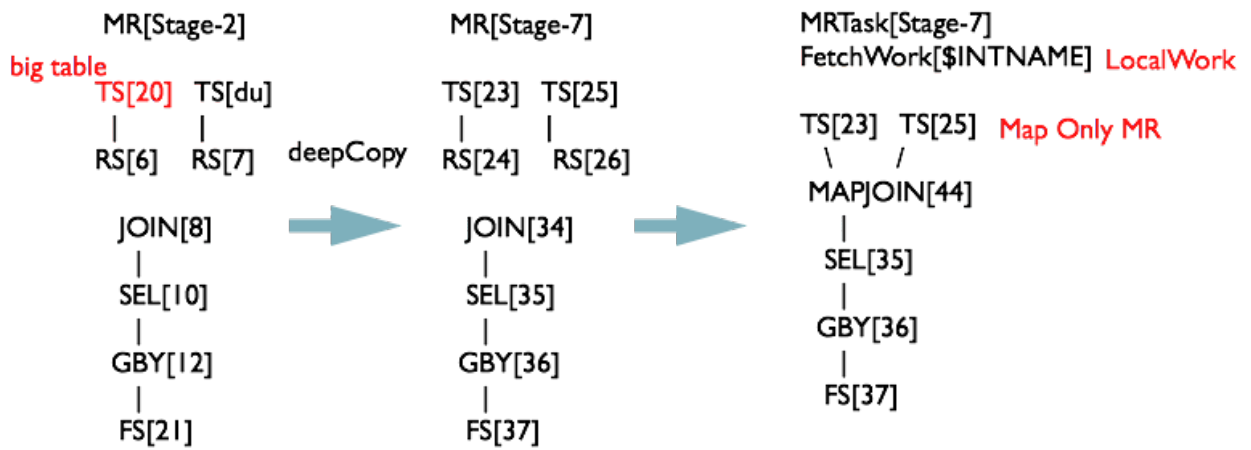 MR[Stage-2]
big table
TS[20] TS[du]
RS[6] RS[7]
JOIN[8]
SEL[10]
GBY[12]
FS[21]
deepCopy
MR[Stage-7]
TS[23] TS[25]
RS[24] RS[26]
JOIN[34]
SEL[35]
GBY[36]
FS[37]
MRTask[Stage-7]
FetchWork[$INTNAME] LocalWork
TS[23] TS[25] Map Only MR
MAPJOIN[44]
SEL[35]
GBY[36]
FS[37]